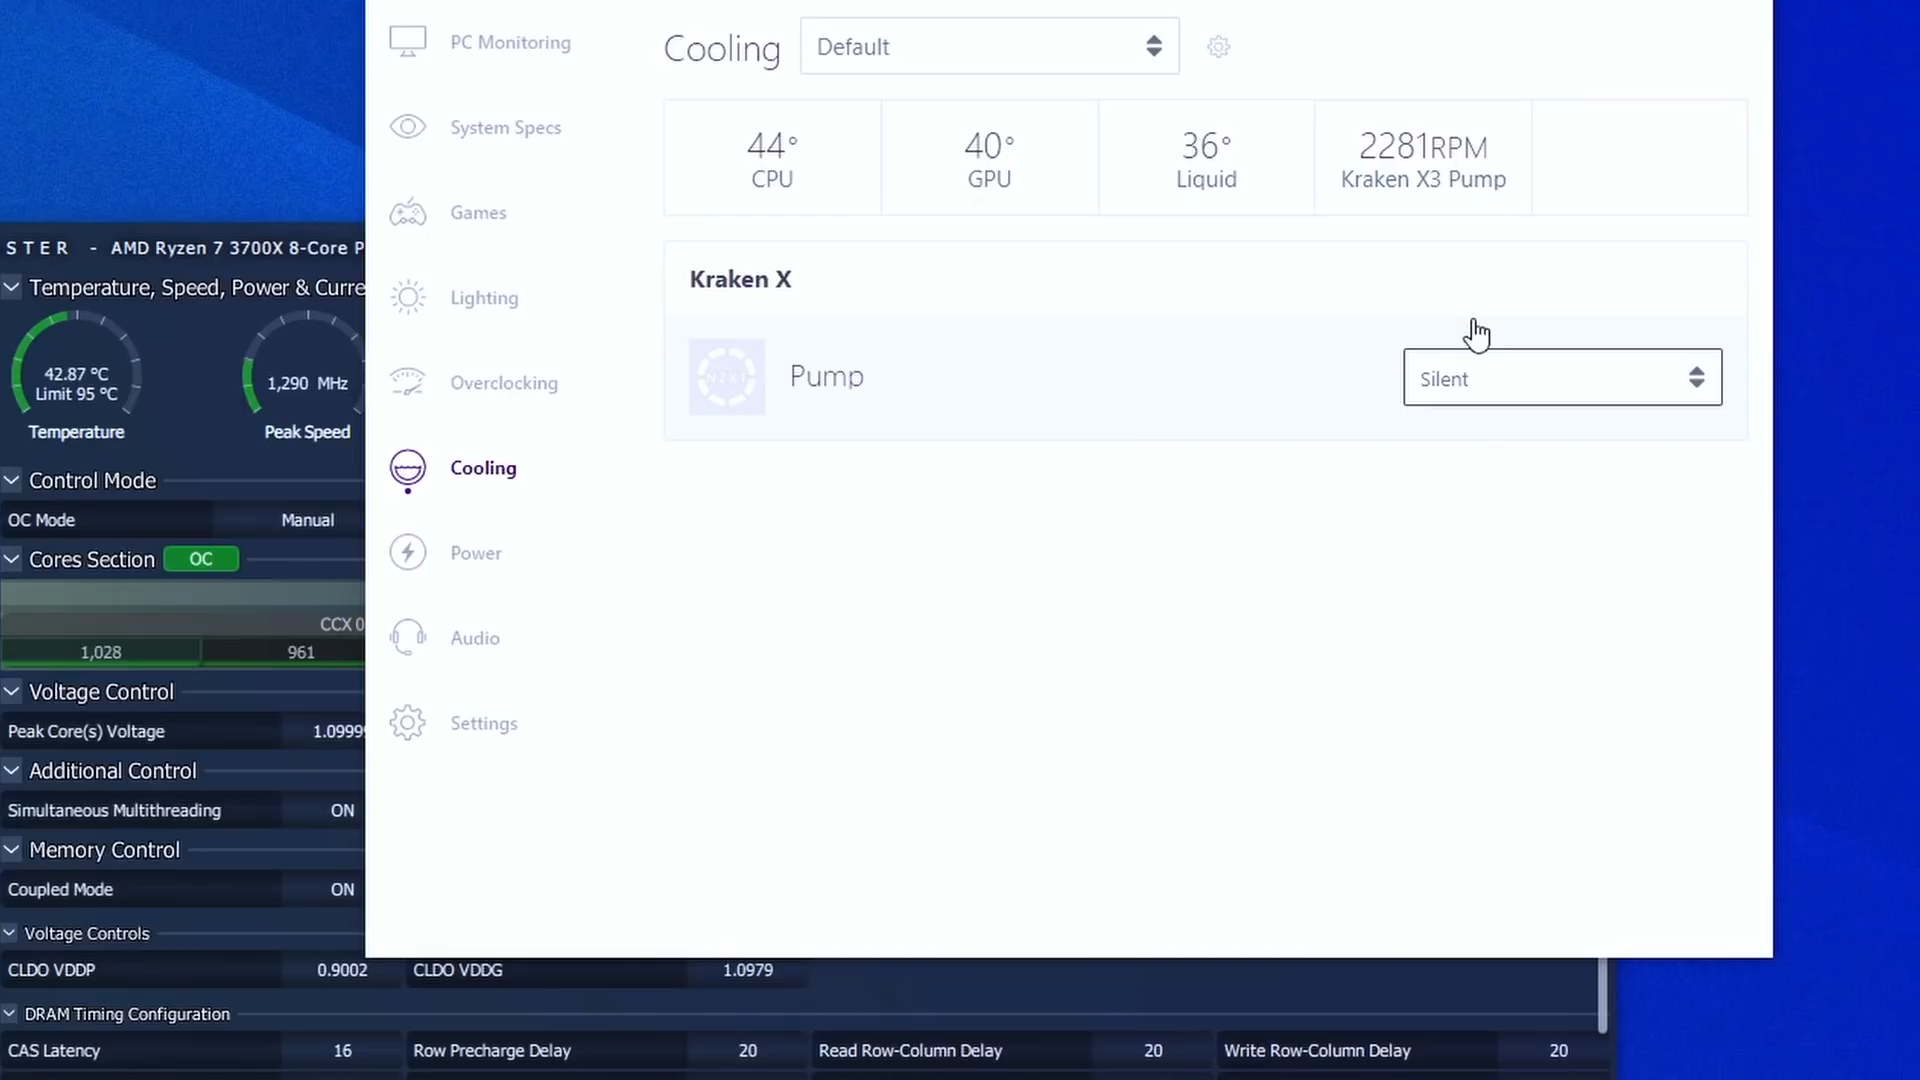 PC Monitoring
System Specs
Games
Lighting
Overclocking
Cooling
Power
Audio
Settings
Cooling
Default
44°
CPU
40°
GPU
36°
Liquid
2281RPM
Kraken X3 Pump
Kraken X
NZXT
Pump
Silent
STER - AMD Ryzen 7 3700X 8-Core P
Temperature, Speed, Power & Curre
42.87 °C
Limit 95 °C
Temperature
1,290 MHz
Peak Speed
Control Mode
OC Mode Manual
Cores Section OC
CCX 0
1,028 961
Voltage Control
Peak Core(s) Voltage 1.0999
Additional Control
Simultaneous Multithreading ON
Memory Control
Coupled Mode ON
Voltage Controls
CLDO VDDP 0.9002 CLDO VDDG 1.0979
DRAM Timing Configuration
CAS Latency 16 Row Precharge Delay 20 Read Row-Column Delay 20 Write Row-Column Delay 20